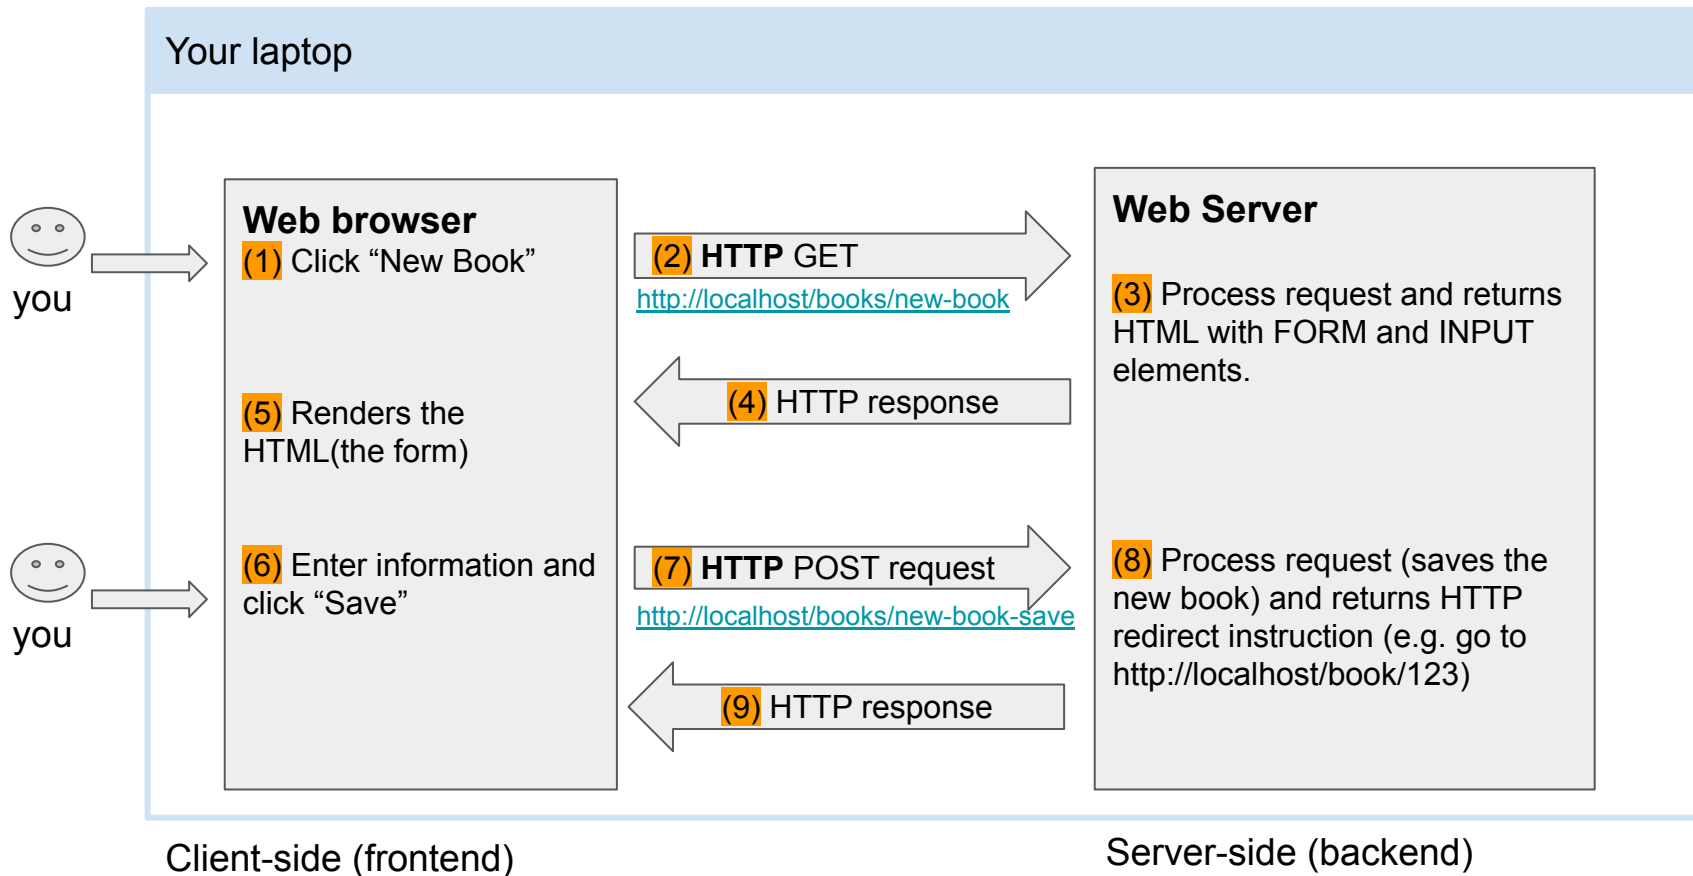 Your laptop
you
Web browser
(1) Click “New Book”
(2) HTTP GET
http://localhost/books/new-book
Web Server
(3) Process request and returns
HTML with FORM and INPUT
elements.
(4) HTTP response
(5) Renders the
HTML(the form)
you
(6) Enter information and
click “Save”
(7) HTTP POST request
http://localhost/books/new-book-save
(8) Process request (saves the
new book) and returns HTTP
redirect instruction (e.g. go to
http://localhost/book/123)
(9) HTTP response
Client-side (frontend)
Server-side (backend)